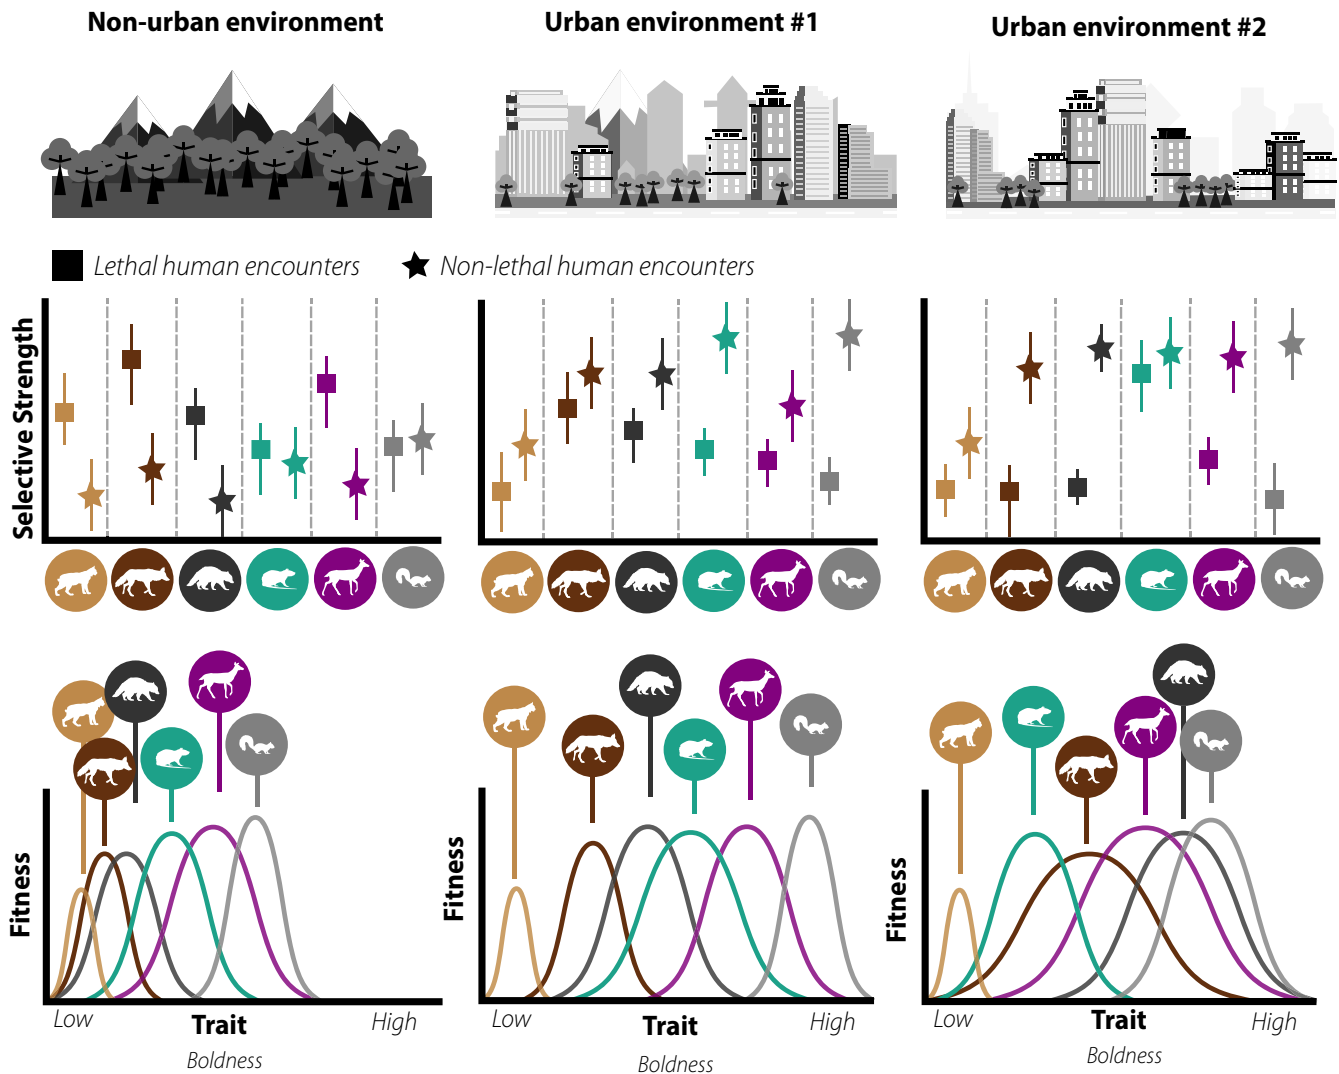 Non-urban environment
Urban environment #1
Urban environment #2
Lethal human encounters
Non-lethal human encounters
Selective Strength
Fitness
Fitness
Fitness
Low
Trait
High
Boldness
Low
Trait
High
Boldness
Low
Trait
High
Boldness